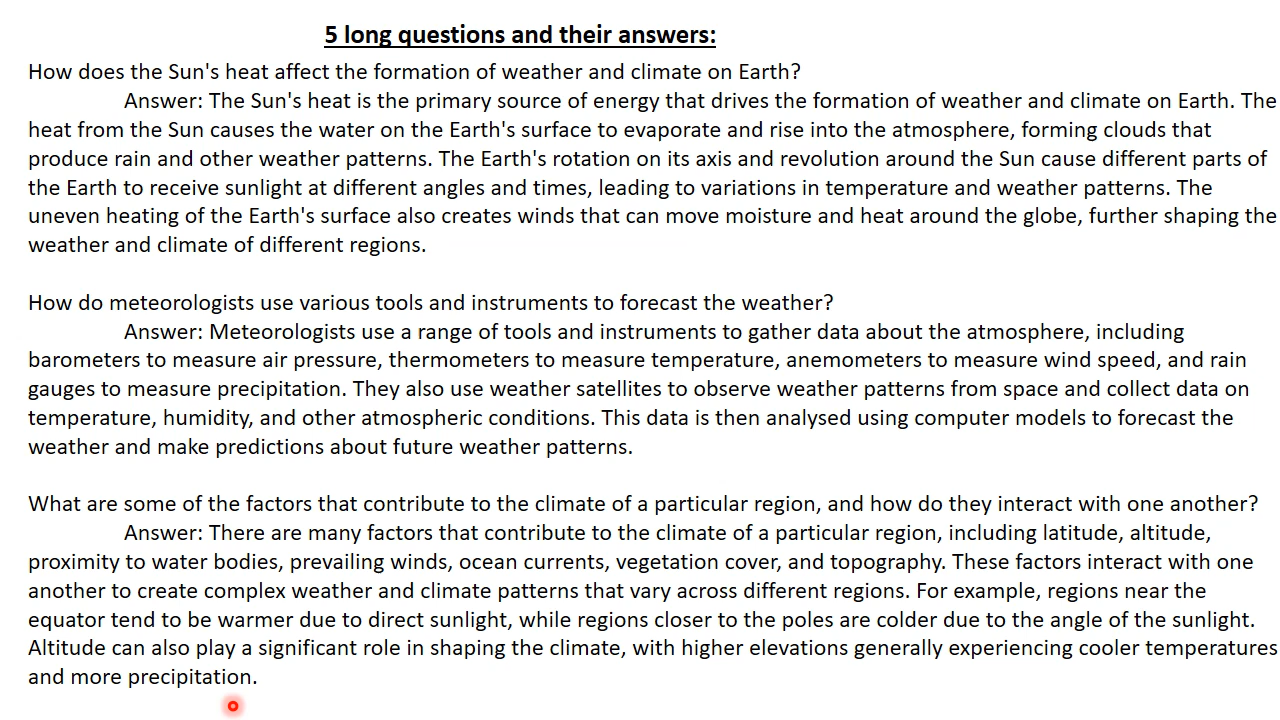 5 long questions and their answers:
How does the Sun's heat affect the formation of weather and climate on Earth?
Answer: The Sun's heat is the primary source of energy that drives the formation of weather and climate on Earth. The
heat from the Sun causes the water on the Earth's surface to evaporate and rise into the atmosphere, forming clouds that
produce rain and other weather patterns. The Earth's rotation on its axis and revolution around the Sun cause different parts of
the Earth to receive sunlight at different angles and times, leading to variations in temperature and weather patterns. The
uneven heating of the Earth's surface also creates winds that can move moisture and heat around the globe, further shaping the
weather and climate of different regions.
How do meteorologists use various tools and instruments to forecast the weather?
Answer: Meteorologists use a range of tools and instruments to gather data about the atmosphere, including
barometers to measure air pressure, thermometers to measure temperature, anemometers to measure wind speed, and rain
gauges to measure precipitation. They also use weather satellites to observe weather patterns from space and collect data on
temperature, humidity, and other atmospheric conditions. This data is then analysed using computer models to forecast the
weather and make predictions about future weather patterns.
What are some of the factors that contribute to the climate of a particular region, and how do they interact with one another?
Answer: There are many factors that contribute to the climate of a particular region, including latitude, altitude,
proximity to water bodies, prevailing winds, ocean currents, vegetation cover, and topography. These factors interact with one
another to create complex weather and climate patterns that vary across different regions. For example, regions near the
equator tend to be warmer due to direct sunlight, while regions closer to the poles are colder due to the angle of the sunlight.
Altitude can also play a significant role in shaping the climate, with higher elevations generally experiencing cooler temperatures
and more precipitation.